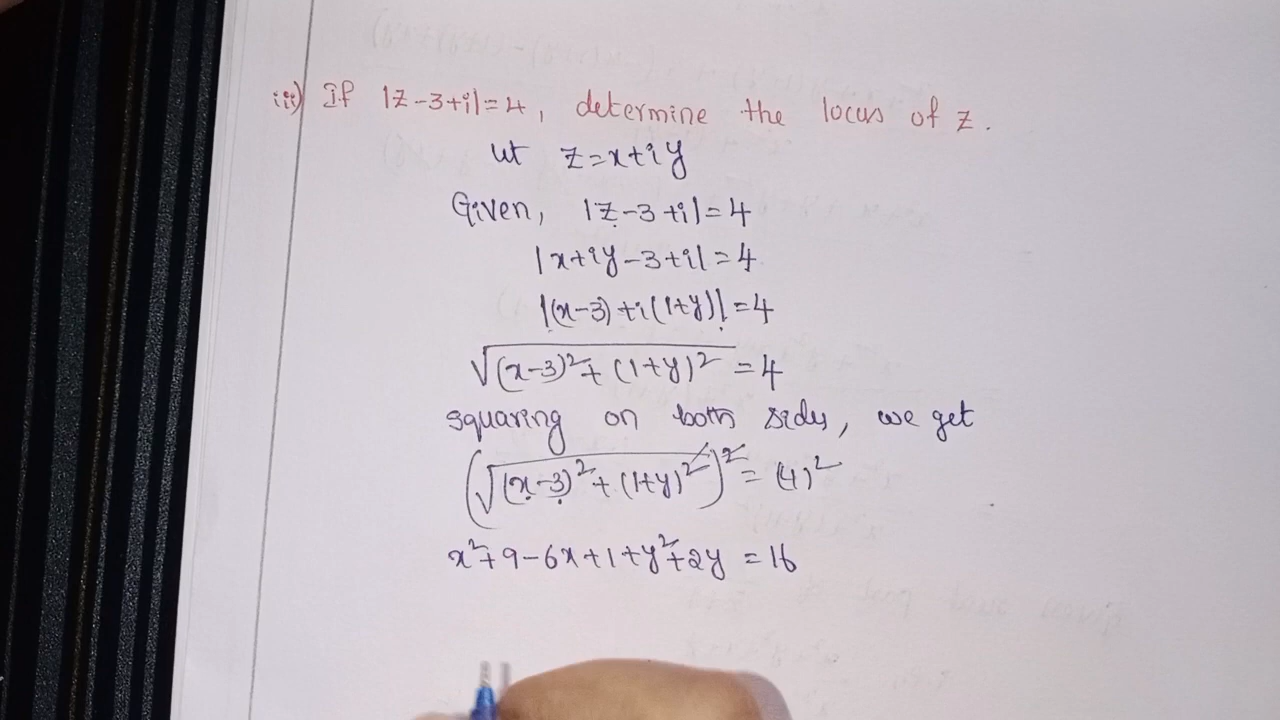 iii) If |z-3+i|=4, determine the locus of z.
Let z=x+iy
Given, |z-3+i|=4
|x+iy-3+i|=4
|(x-3)+i(1+y)|=4
√(x-3)²+(1+y)² =4
squaring on both sides, we get
(√(x-3)²+(1+y)²)² = (4)²
x²+9-6x+1+y²+2y =16